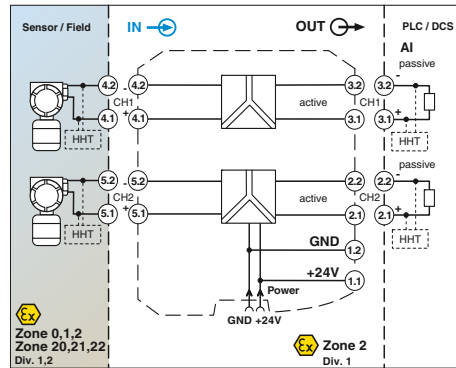 Sensor / Field
IN
OUT
PLC / DCS
AI
passive
4.2
-
4.2
3.2
3.2
-
CH1
active
CH1
4.1
+
4.1
3.1
3.1
+
HHT
HHT
passive
5.2
-
5.2
2.2
2.2
-
CH2
active
CH2
5.1
+
5.1
2.1
2.1
+
HHT
HHT
GND
1.2
+24V
1.1
Power
GND +24V
Ex
Zone 0,1,2
Zone 20,21,22
Div. 1,2
Ex
Zone 2
Div. 1